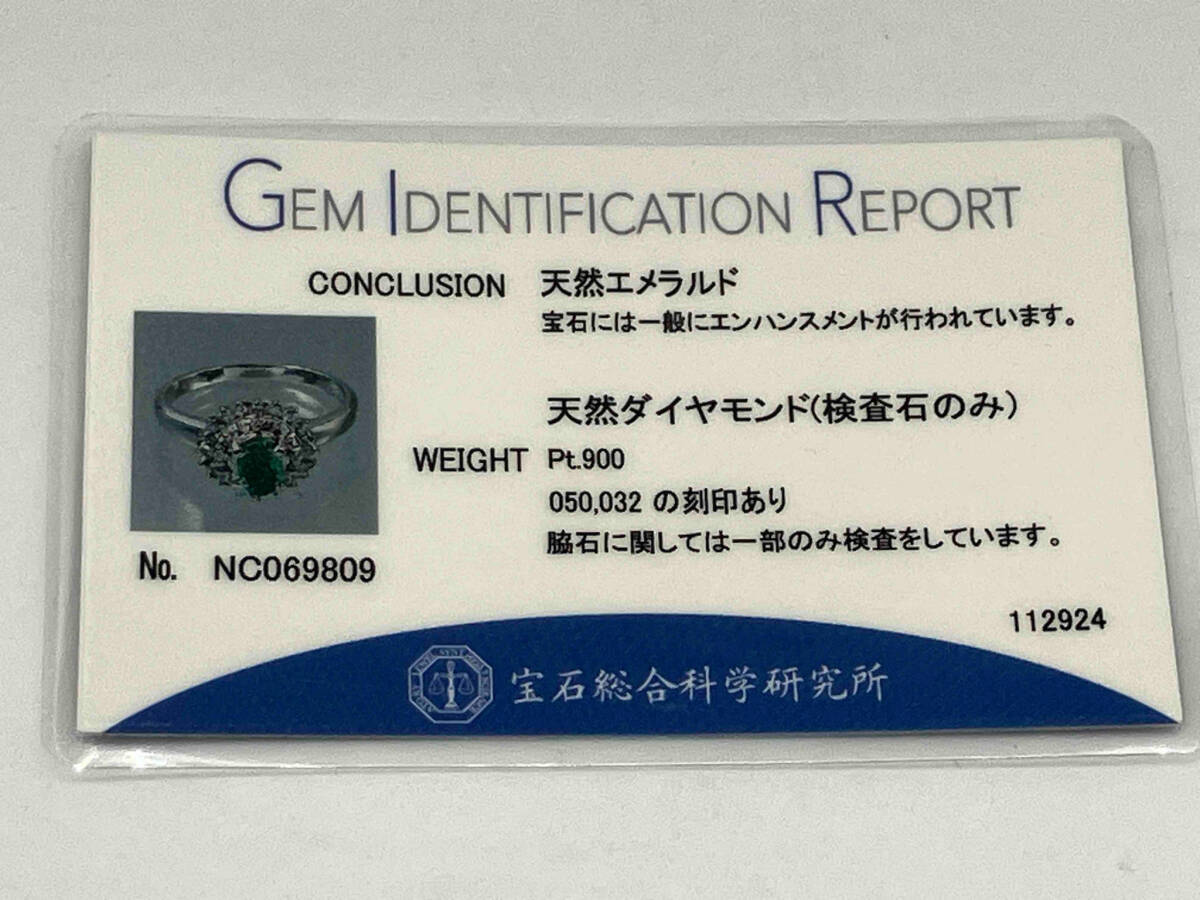 GEM IDENTIFICATION REPORT
CONCLUSION 天然エメラルド
宝石には一般にエンハンスメントが行われています。
天然ダイヤモンド(検査石のみ)
WEIGHT Pt.900
050,032 の刻印あり
脇石に関しては一部のみ検査をしています。
No. NC069809
112924
宝石総合科学研究所